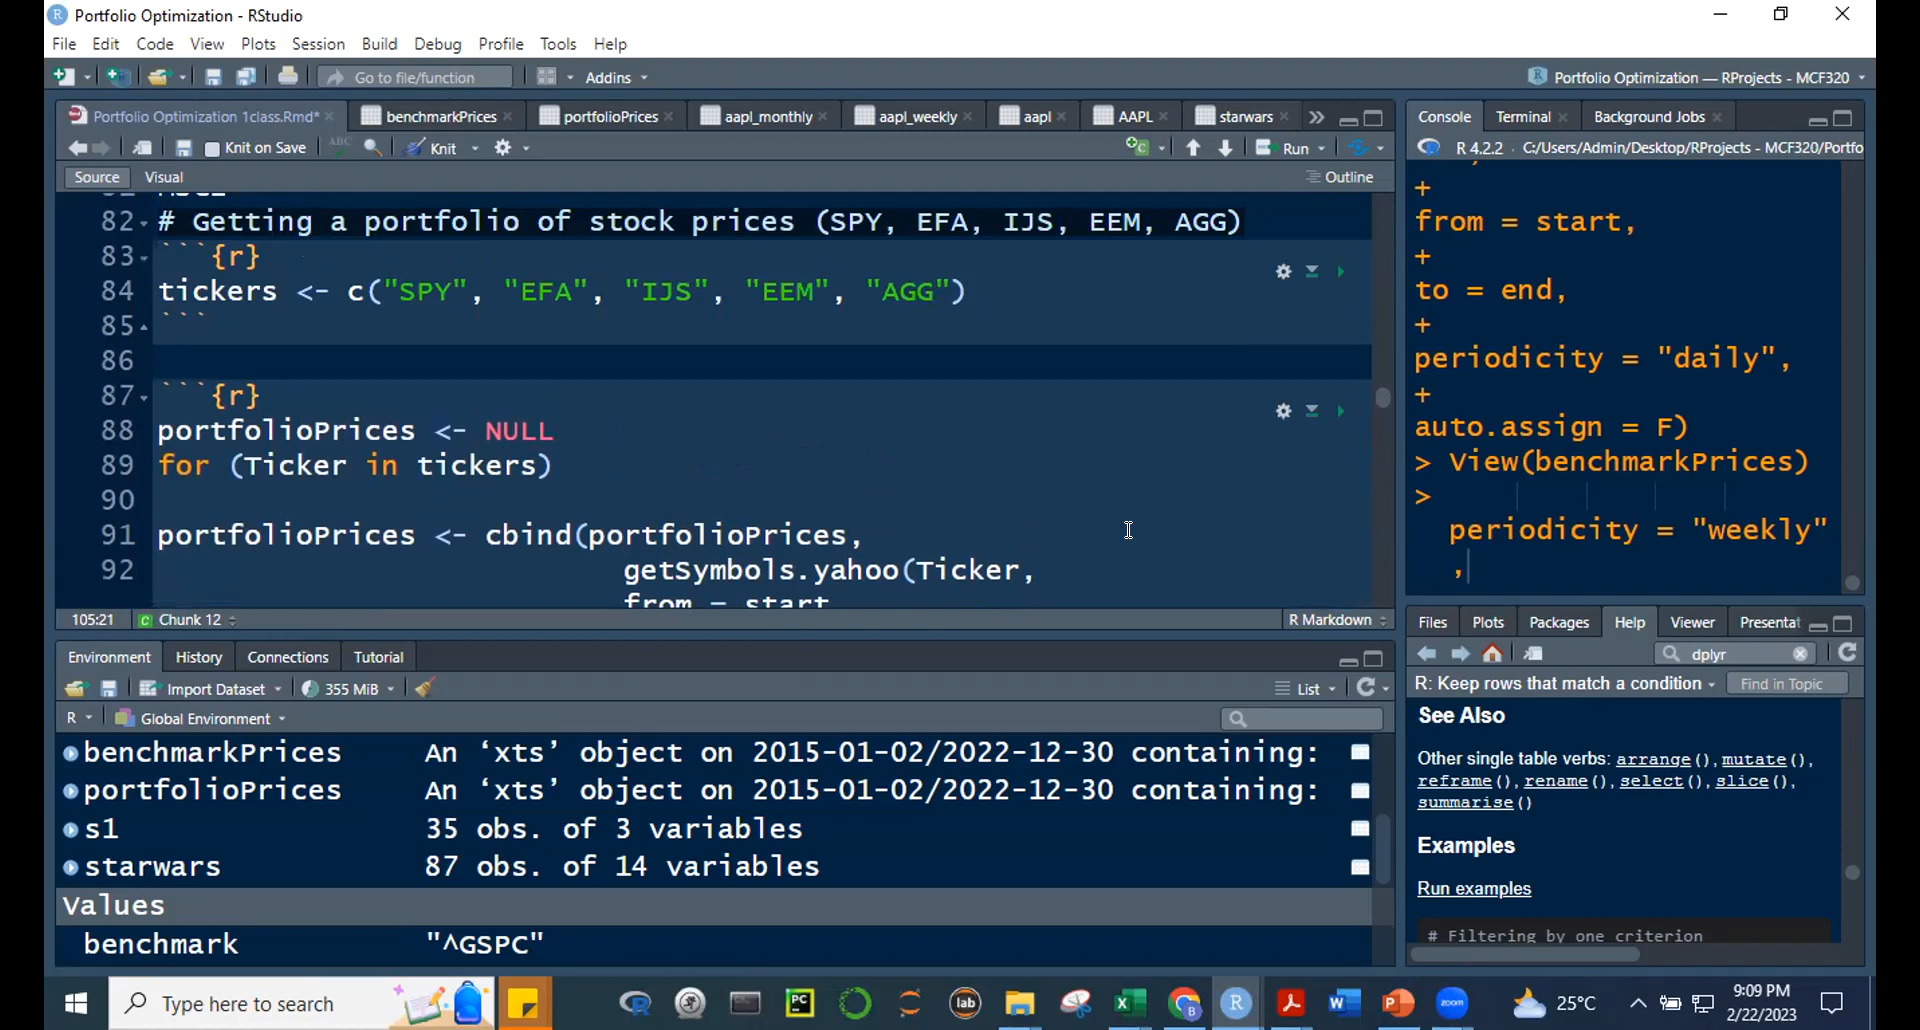 Portfolio Optimization - RStudio
File Edit Code View Plots Session Build Debug Profile Tools Help
Go to file/function Addins Portfolio Optimization — RProjects - MCF320
Portfolio Optimization 1class.Rmd* benchmarkPrices portfolioPrices aapl_monthly aapl_weekly aapl AAPL starwars
ABC Knit on Save Knit Run
Source Visual Outline
82 # Getting a portfolio of stock prices (SPY, EFA, IJS, EEM, AGG)
83 ```{r}
84 tickers <- c("SPY", "EFA", "IJS", "EEM", "AGG")
85 ```
86
87 ```{r}
88 portfolioPrices <- NULL
89 for (Ticker in tickers)
90
91 portfolioPrices <- cbind(portfolioPrices,
92 getSymbols.yahoo(Ticker,
from = start
105:21 Chunk 12 R Markdown
Console Terminal Background Jobs
R 4.2.2 · C:/Users/Admin/Desktop/RProjects - MCF320/Portfo
+
from = start,
+
to = end,
+
periodicity = "daily",
+
auto.assign = F)
> View(benchmarkPrices)
>
periodicity = "weekly"
,
Environment History Connections Tutorial
Import Dataset 355 MiB List
R Global Environment
benchmarkPrices An ‘xts’ object on 2015-01-02/2022-12-30 containing:
portfolioPrices An ‘xts’ object on 2015-01-02/2022-12-30 containing:
s1 35 obs. of 3 variables
starwars 87 obs. of 14 variables
Values
benchmark "^GSPC"
Files Plots Packages Help Viewer Presentat
dplyr
R: Keep rows that match a condition Find in Topic
See Also
Other single table verbs: arrange(), mutate(),
reframe(), rename(), select(), slice(),
summarise()
Examples
Run examples
# Filtering by one criterion
Type here to search PC lab zoom 25°C 9:09 PM
2/22/2023